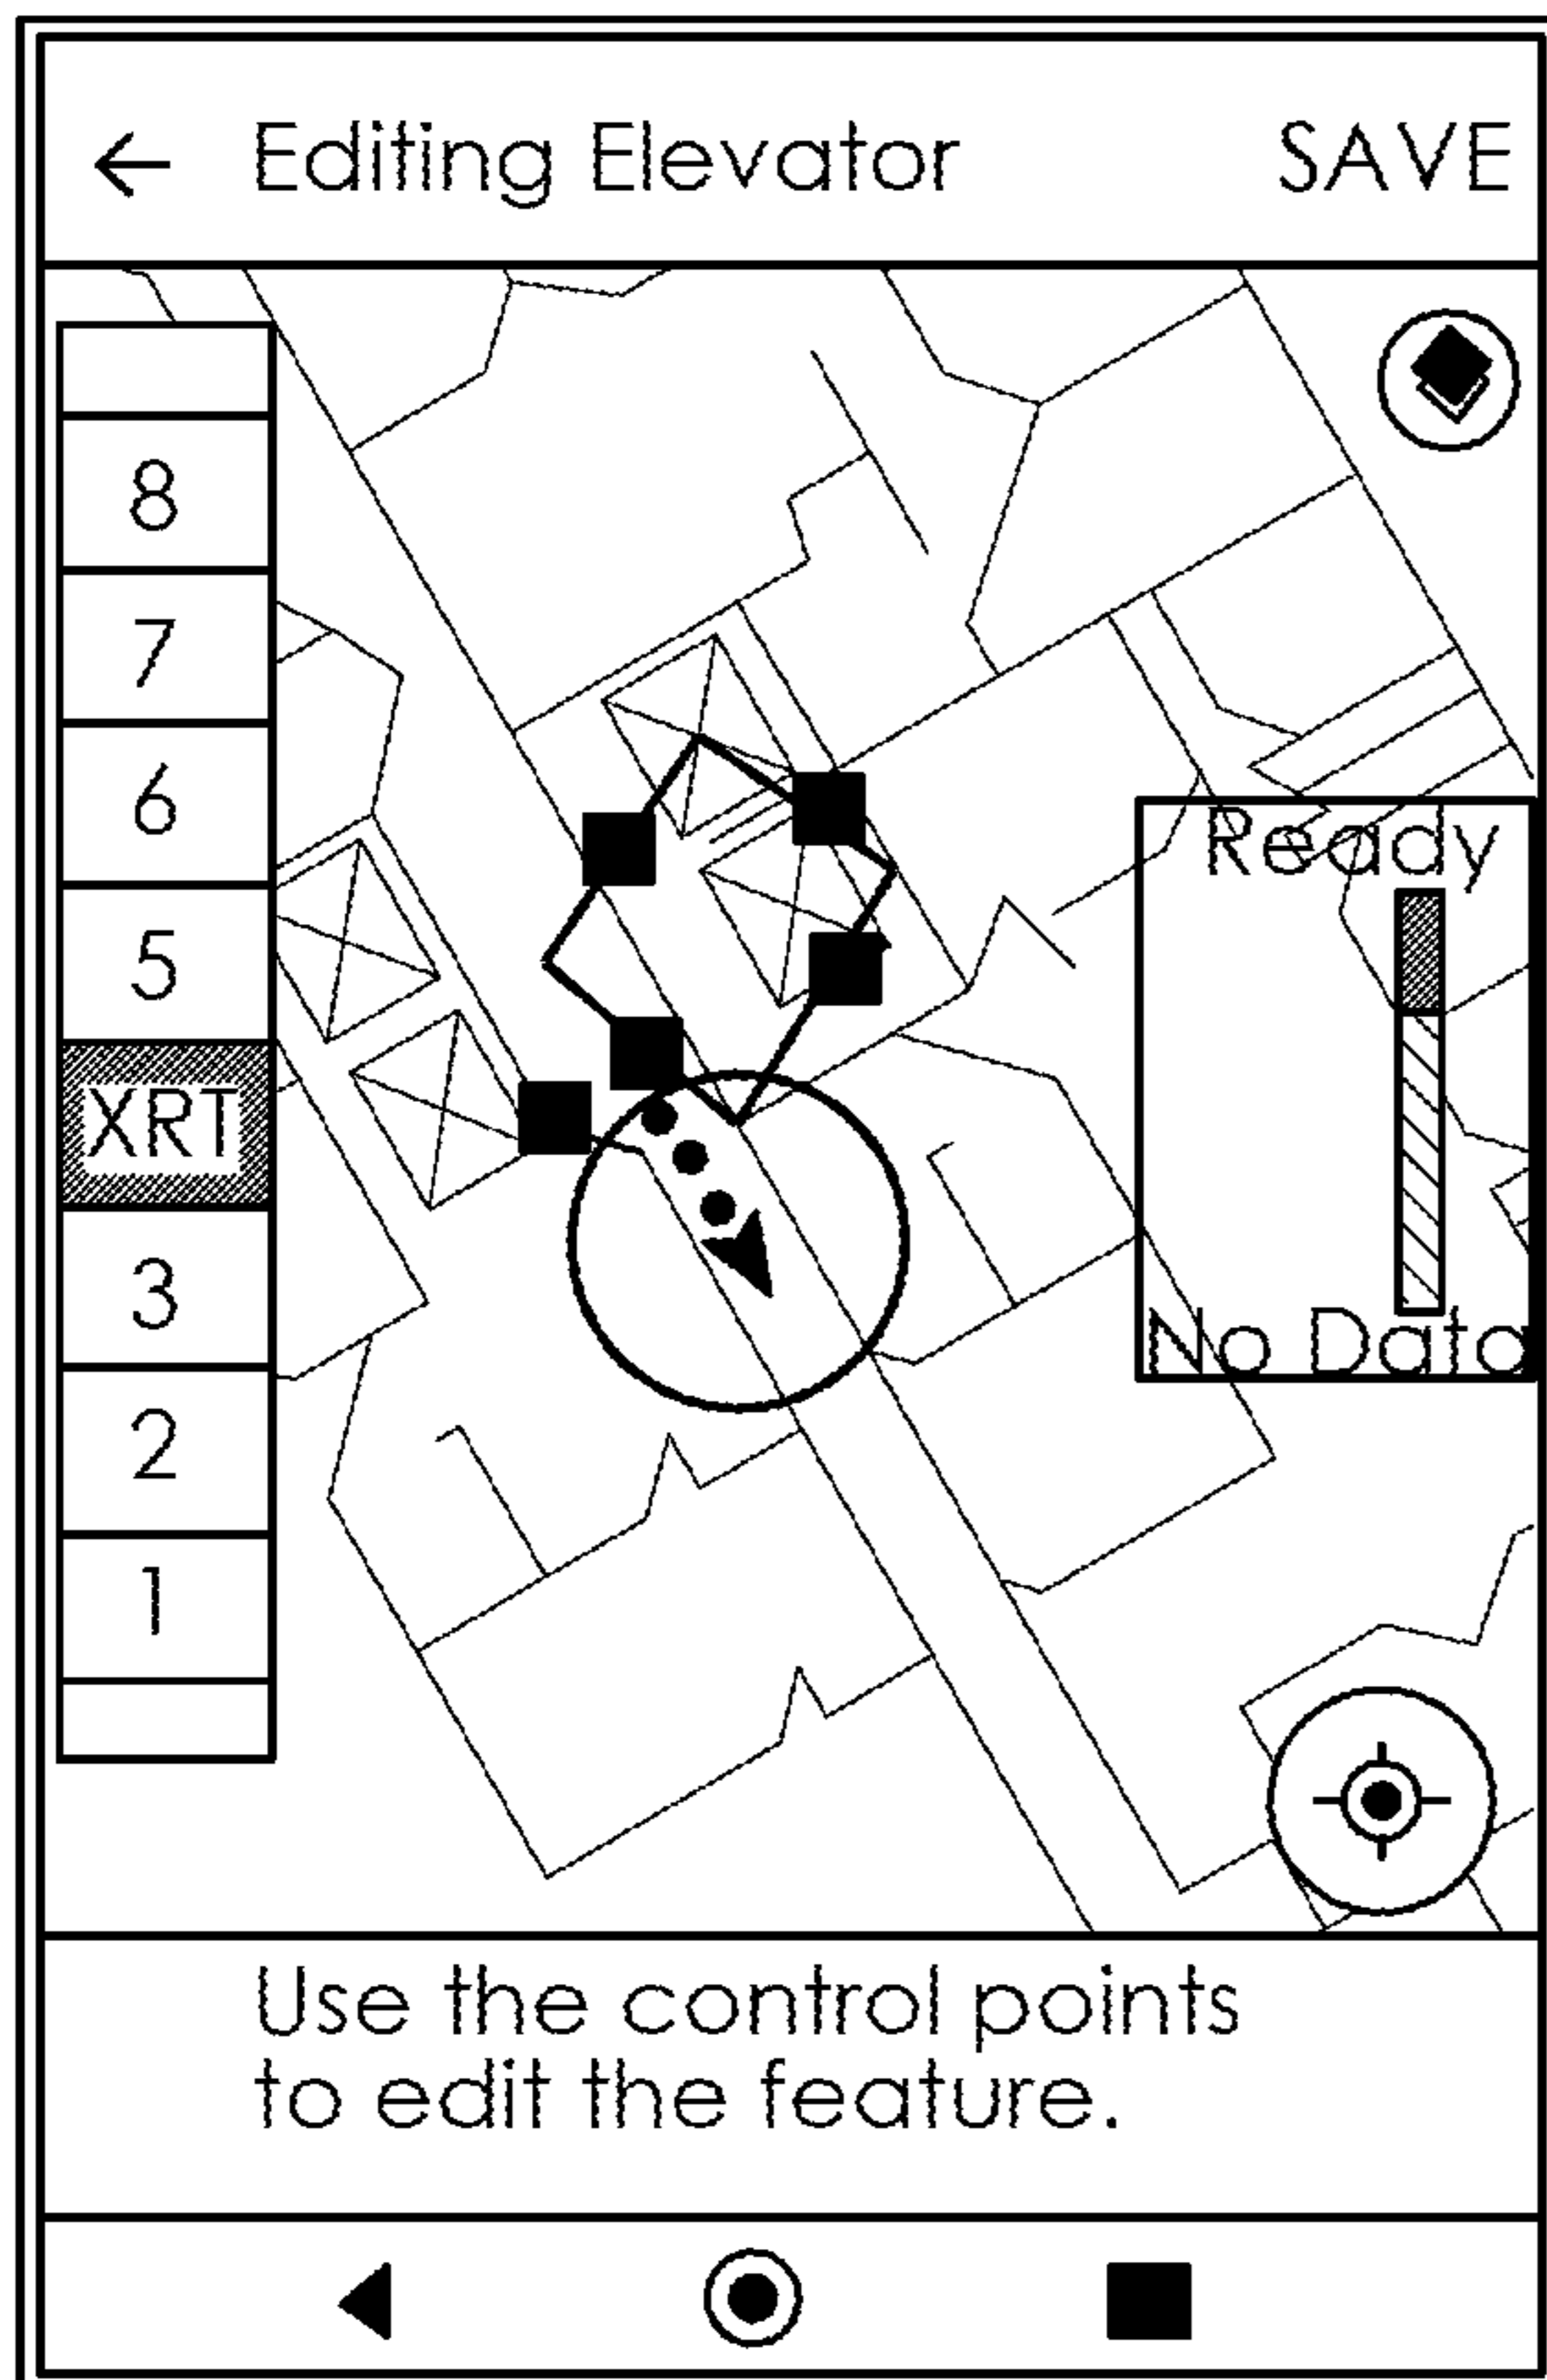 ← Editing Elevator SAVE
8
7
6
5
XRT
3
2
1
Ready
No Data
Use the control points
to edit the feature.